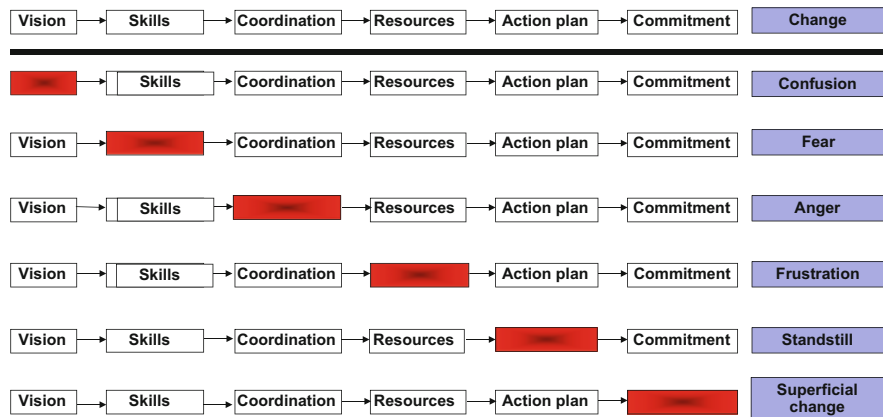 Vision Skills Coordination Resources Action plan Commitment Change
Skills Coordination Resources Action plan Commitment Confusion
Vision Coordination Resources Action plan Commitment Fear
Vision Skills Resources Action plan Commitment Anger
Vision Skills Coordination Action plan Commitment Frustration
Vision Skills Coordination Resources Commitment Standstill
Vision Skills Coordination Resources Action plan Superficial
change